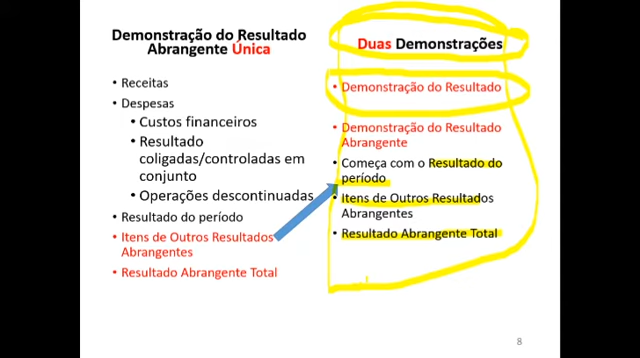 Demonstração do Resultado
Abrangente Única
• Receitas
• Despesas
• Custos financeiros
• Resultado
coligadas/controladas em
conjunto
• Operações descontinuadas
• Resultado do período
• Itens de Outros Resultados
Abrangentes
• Resultado Abrangente Total
Duas Demonstrações
• Demonstração do Resultado
• Demonstração do Resultado
Abrangente
• Começa com o Resultado do
período
• Itens de Outros Resultados
Abrangentes
• Resultado Abrangente Total
8